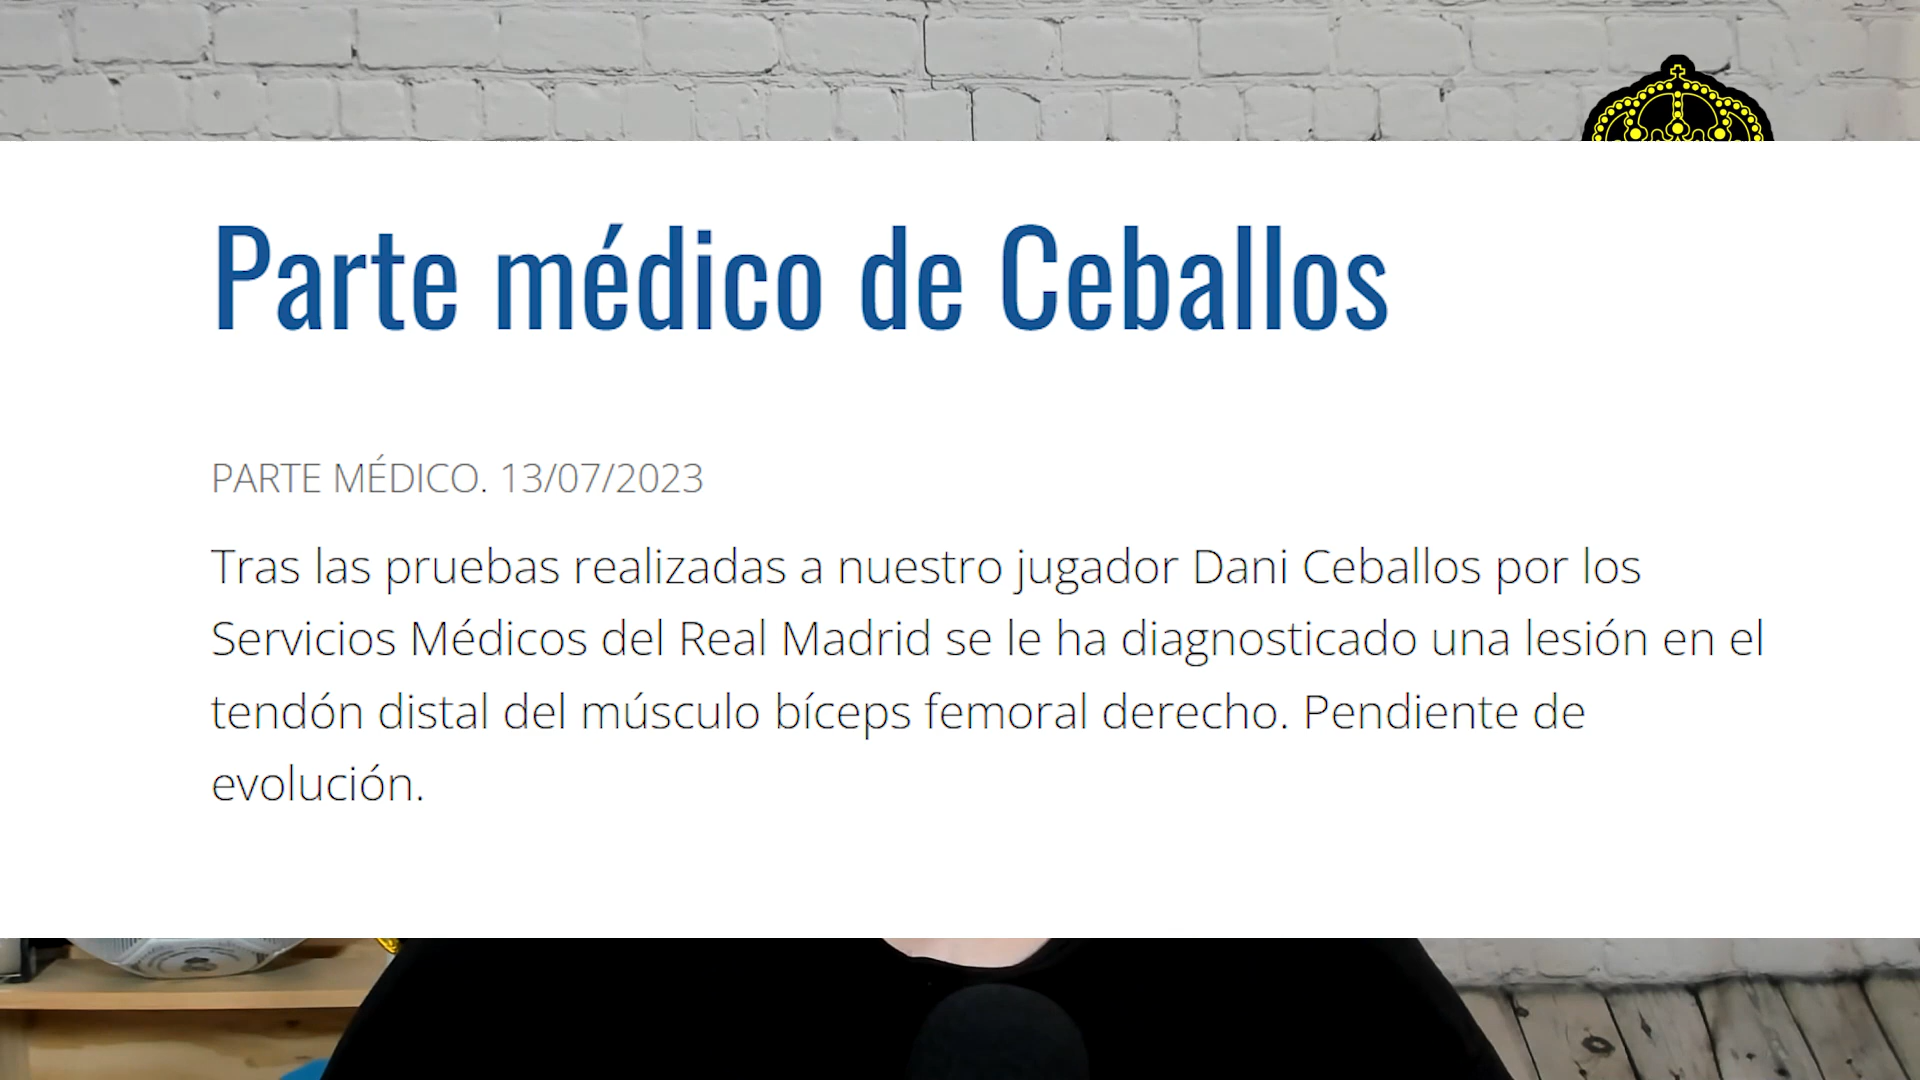 Parte médico de Ceballos
PARTE MÉDICO. 13/07/2023
Tras las pruebas realizadas a nuestro jugador Dani Ceballos por los
Servicios Médicos del Real Madrid se le ha diagnosticado una lesión en el
tendón distal del músculo bíceps femoral derecho. Pendiente de
evolución.